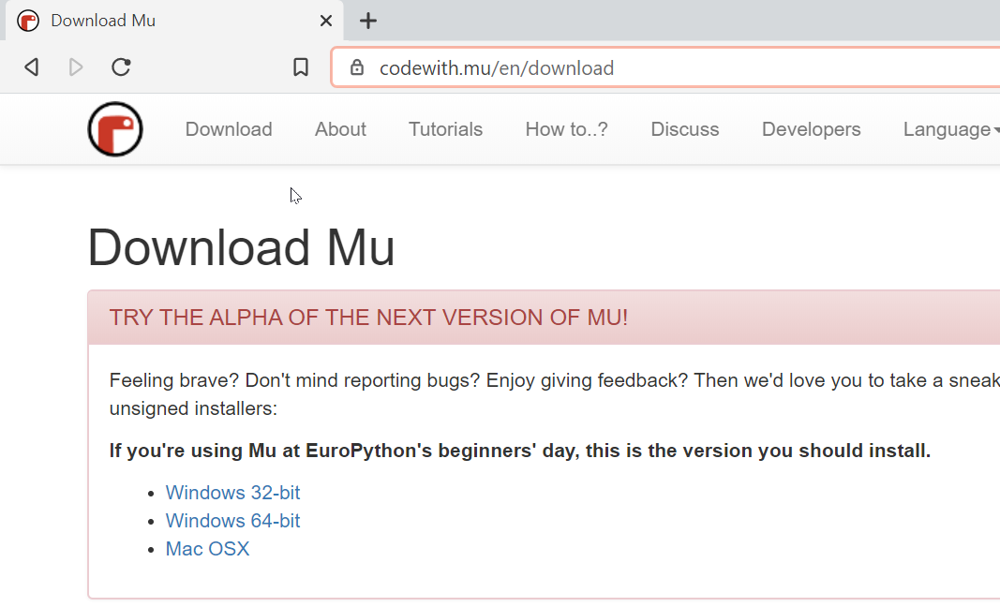 Download Mu
codewith.mu/en/download
Download About Tutorials How to..? Discuss Developers Language
Download Mu
TRY THE ALPHA OF THE NEXT VERSION OF MU!
Feeling brave? Don't mind reporting bugs? Enjoy giving feedback? Then we'd love you to take a sneak
unsigned installers:
If you're using Mu at EuroPython's beginners' day, this is the version you should install.
Windows 32-bit
Windows 64-bit
Mac OSX